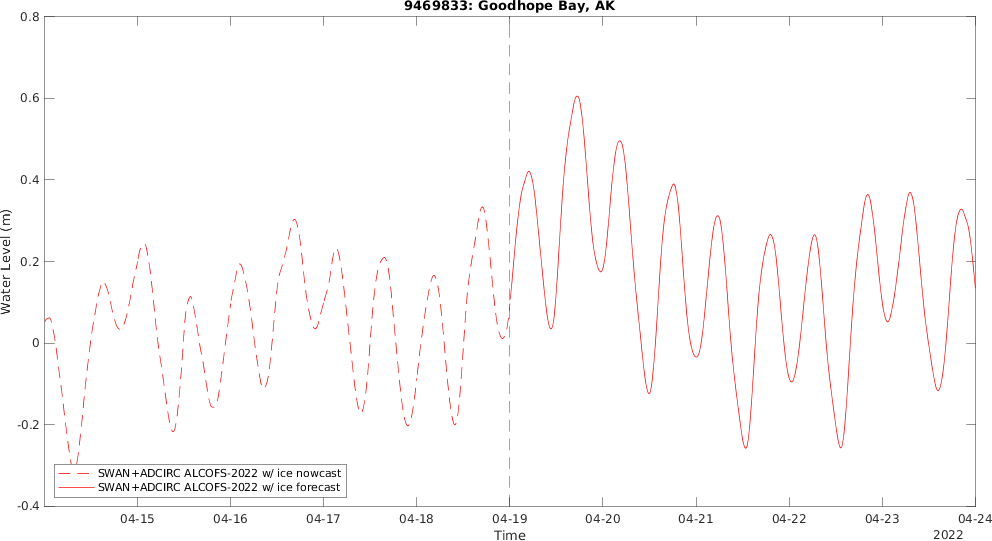 9469833: Goodhope Bay, AK
Water Level (m)
0.8
0.6
0.4
0.2
0
-0.2
-0.4
SWAN+ADCIRC ALCOFS-2022 w/ ice nowcast
SWAN+ADCIRC ALCOFS-2022 w/ ice forecast
04-15 04-16 04-17 04-18 04-19 04-20 04-21 04-22 04-23 04-24
Time
2022